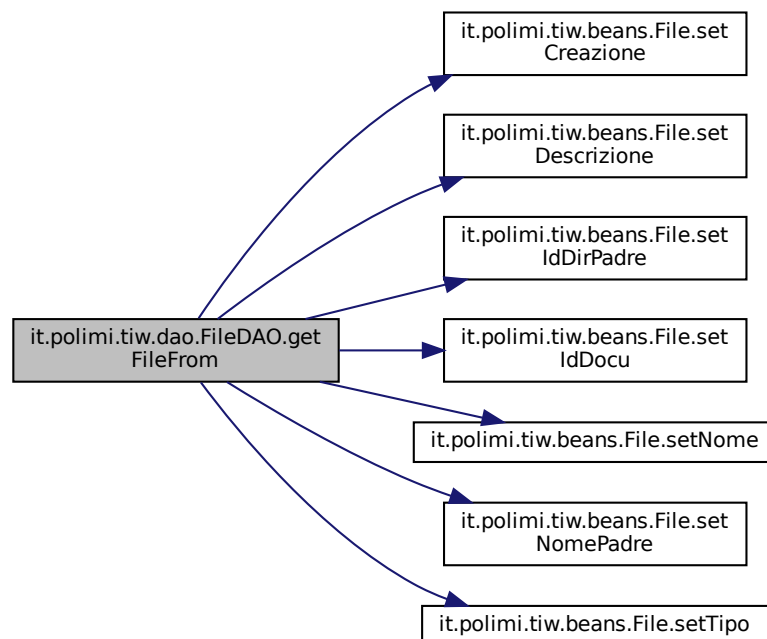 it.polimi.tiw.beans.File.set
Creazione
it.polimi.tiw.beans.File.set
Descrizione
it.polimi.tiw.beans.File.set
IdDirPadre
it.polimi.tiw.dao.FileDAO.get
FileFrom
it.polimi.tiw.beans.File.set
IdDocu
it.polimi.tiw.beans.File.setNome
it.polimi.tiw.beans.File.set
NomePadre
it.polimi.tiw.beans.File.setTipo